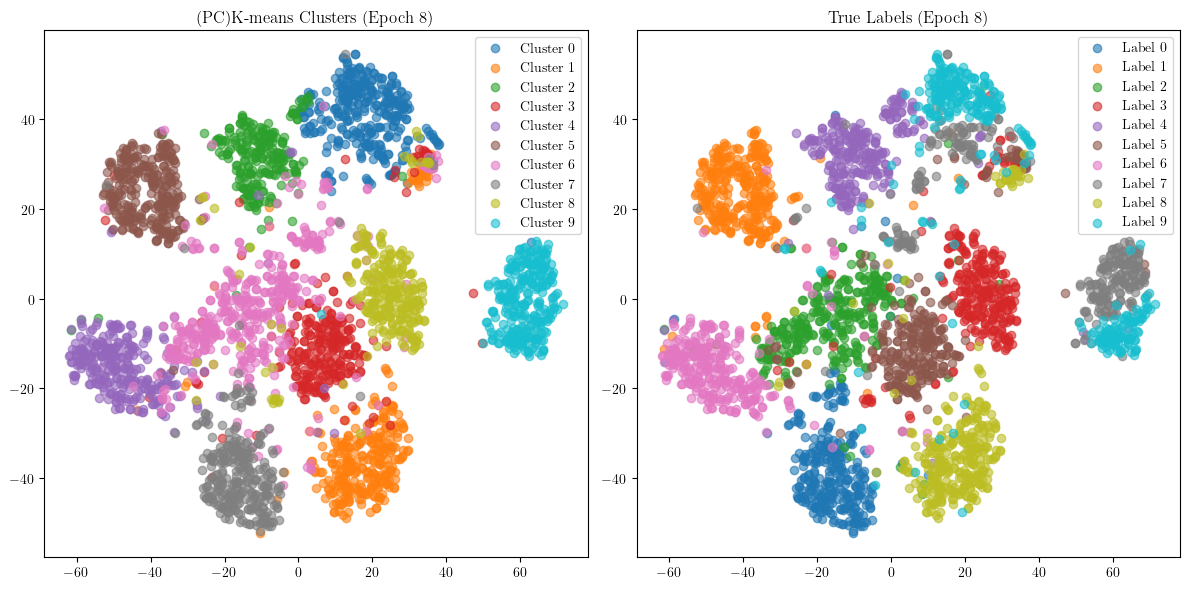 (PC)K-means Clusters (Epoch 8)
Cluster 0
Cluster 1
Cluster 2
Cluster 3
Cluster 4
Cluster 5
Cluster 6
Cluster 7
Cluster 8
Cluster 9
40
20
0
−20
−40
−60
−40
−20
0
20
40
60
True Labels (Epoch 8)
Label 0
Label 1
Label 2
Label 3
Label 4
Label 5
Label 6
Label 7
Label 8
Label 9
40
20
0
−20
−40
−60
−40
−20
0
20
40
60